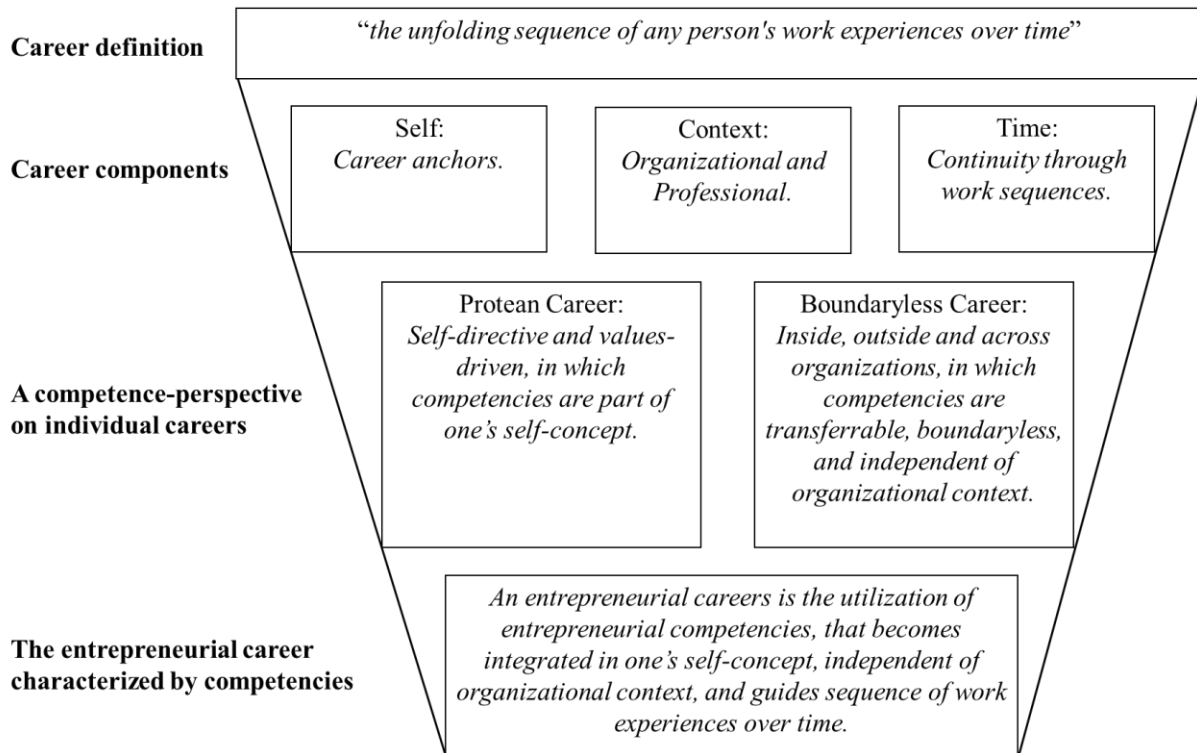 Career definition
“the unfolding sequence of any person's work experiences over time”
Career components
Self:
Career anchors.
Context:
Organizational and
Professional.
Time:
Continuity through
work sequences.
A competence-perspective
on individual careers
Protean Career:
Self-directive and values-
driven, in which
competencies are part of
one’s self-concept.
Boundaryless Career:
Inside, outside and across
organizations, in which
competencies are
transferrable, boundaryless,
and independent of
organizational context.
The entrepreneurial career
characterized by competencies
An entrepreneurial careers is the utilization of
entrepreneurial competencies, that becomes
integrated in one’s self-concept, independent of
organizational context, and guides sequence of work
experiences over time.